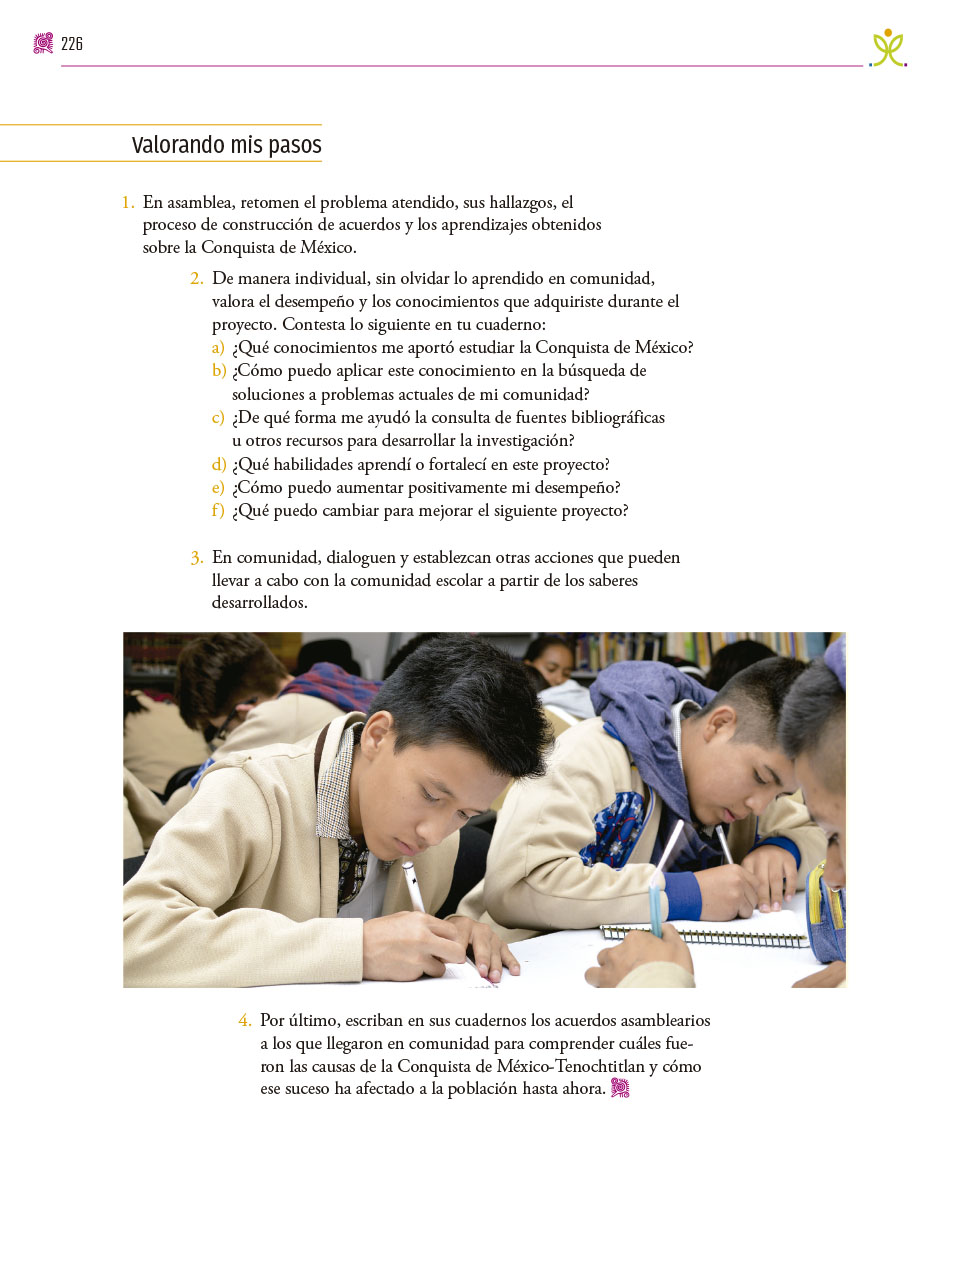 226
Valorando mis pasos
1. En asamblea, retomen el problema atendido, sus hallazgos, el
proceso de construcción de acuerdos y los aprendizajes obtenidos
sobre la Conquista de México.
2. De manera individual, sin olvidar lo aprendido en comunidad,
valora el desempeño y los conocimientos que adquiriste durante el
proyecto. Contesta lo siguiente en tu cuaderno:
a) ¿Qué conocimientos me aportó estudiar la Conquista de México?
b) ¿Cómo puedo aplicar este conocimiento en la búsqueda de
soluciones a problemas actuales de mi comunidad?
c) ¿De qué forma me ayudó la consulta de fuentes bibliográficas
u otros recursos para desarrollar la investigación?
d) ¿Qué habilidades aprendí o fortalecí en este proyecto?
e) ¿Cómo puedo aumentar positivamente mi desempeño?
f) ¿Qué puedo cambiar para mejorar el siguiente proyecto?
3. En comunidad, dialoguen y establezcan otras acciones que pueden
llevar a cabo con la comunidad escolar a partir de los saberes
desarrollados.
4. Por último, escriban en sus cuadernos los acuerdos asamblearios
a los que llegaron en comunidad para comprender cuáles fue-
ron las causas de la Conquista de México-Tenochtitlan y cómo
ese suceso ha afectado a la población hasta ahora.